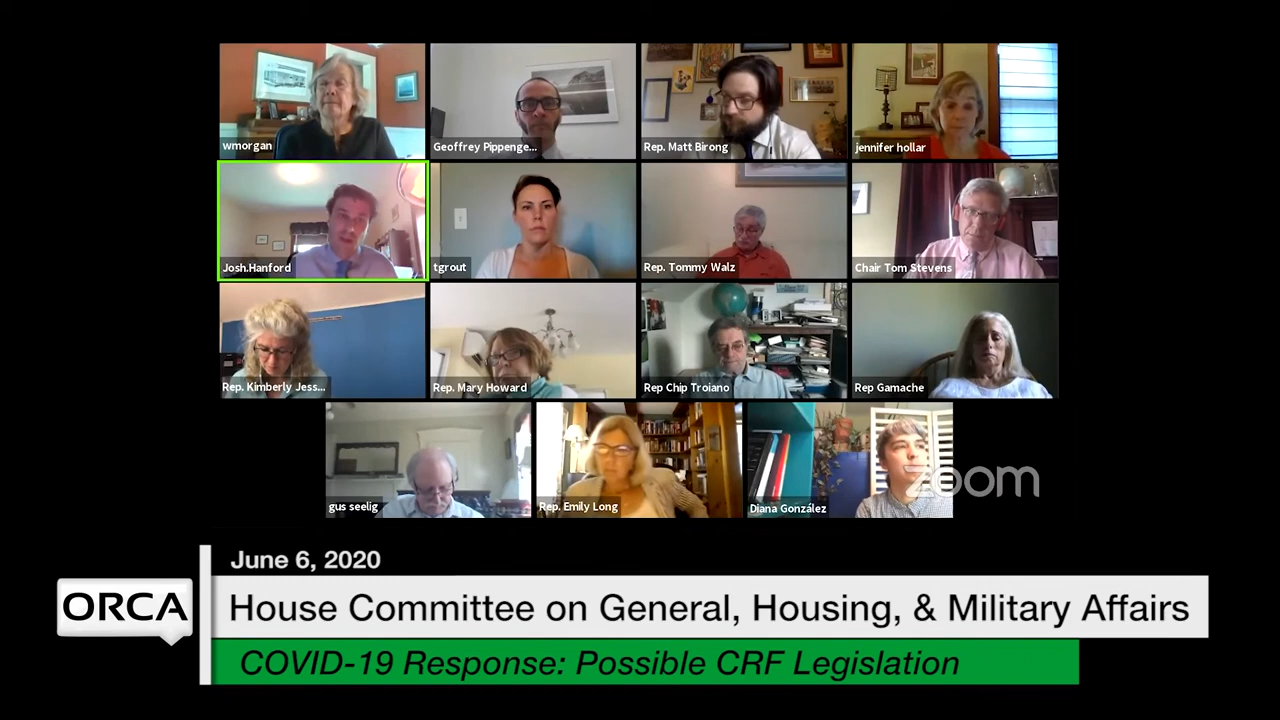 wmorgan
Geoffrey Pippenge...
Rep. Matt Birong
jennifer hollar
Josh.Hanford
tgrout
Rep. Tommy Walz
Chair Tom Stevens
Rep. Kimberly Jess...
Rep. Mary Howard
Rep Chip Troiano
Rep Gamache
gus seelig
Rep. Emily Long
Diana González
zoom
June 6, 2020
ORCA
House Committee on General, Housing, & Military Affairs
COVID-19 Response: Possible CRF Legislation